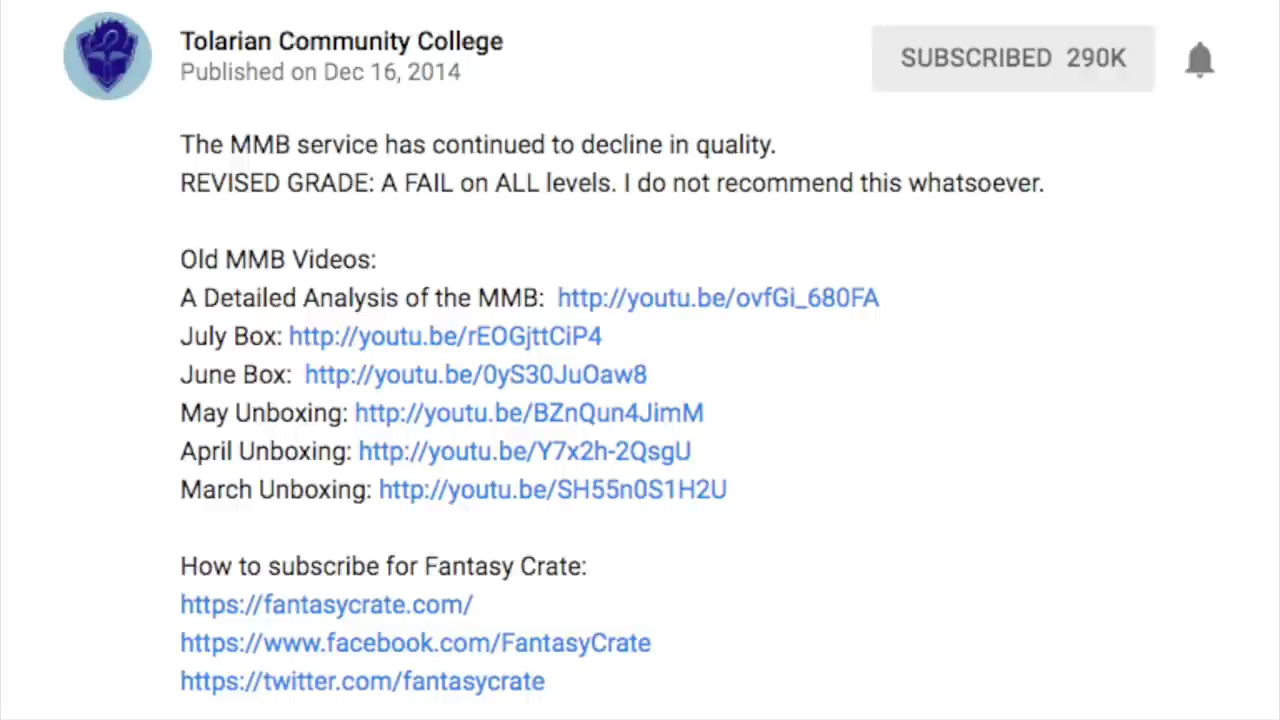 Tolarian Community College
Published on Dec 16, 2014
SUBSCRIBED 290K
The MMB service has continued to decline in quality.
REVISED GRADE: A FAIL on ALL levels. I do not recommend this whatsoever.
Old MMB Videos:
A Detailed Analysis of the MMB: http://youtu.be/ovfGi_680FA
July Box: http://youtu.be/rEOGjttCiP4
June Box: http://youtu.be/0yS30JuOaw8
May Unboxing: http://youtu.be/BZnQun4JimM
April Unboxing: http://youtu.be/Y7x2h-2QsgU
March Unboxing: http://youtu.be/SH55n0S1H2U
How to subscribe for Fantasy Crate:
https://fantasycrate.com/
https://www.facebook.com/FantasyCrate
https://twitter.com/fantasycrate